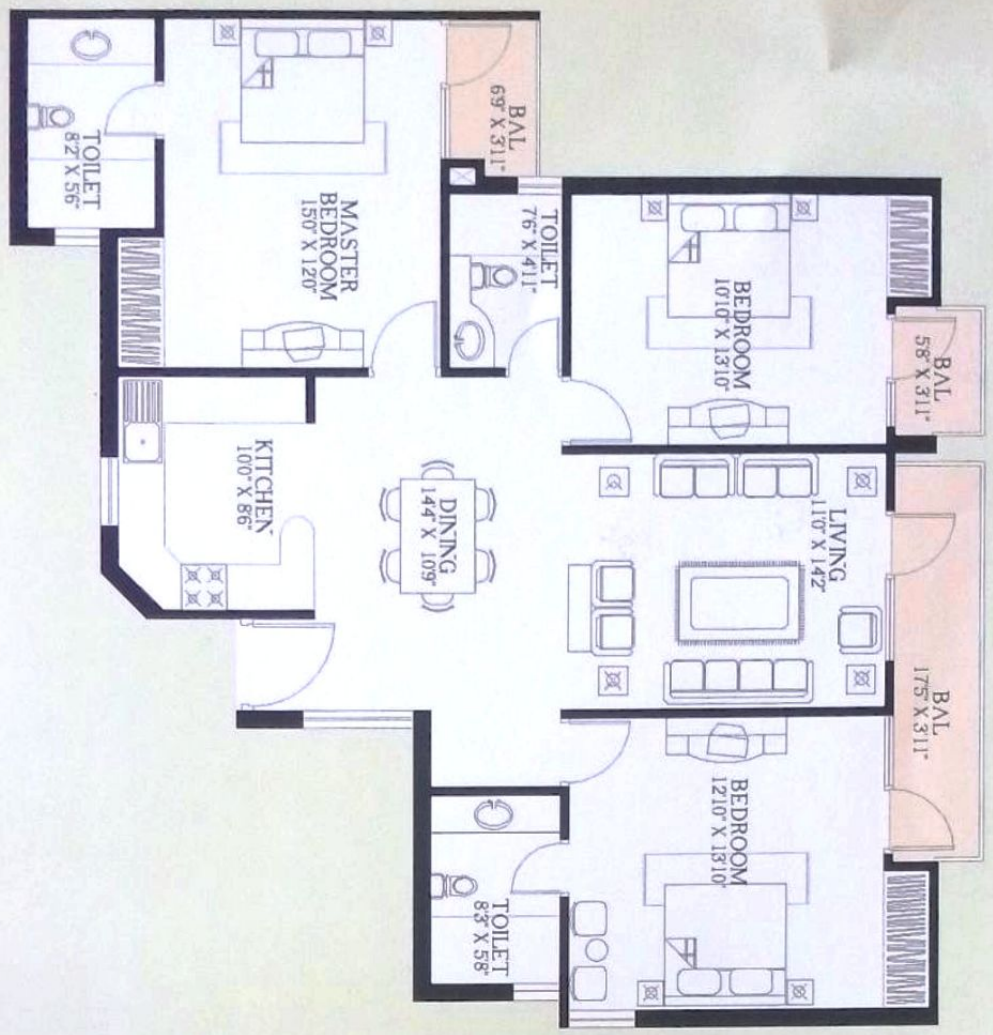 TOILET
8'2" X 5'6"
MASTER
BEDROOM
15'0" X 12'0"
BAL
6'9" X 3'11"
TOILET
7'6" X 4'11"
BEDROOM
10'10" X 13'10"
BAL
5'8" X 3'11"
KITCHEN
10'0" X 8'6"
DINING
14'4" X 10'9"
LIVING
11'0" X 14'2"
BAL
17'5" X 3'11"
BEDROOM
12'10" X 13'10"
TOILET
8'3" X 5'8"